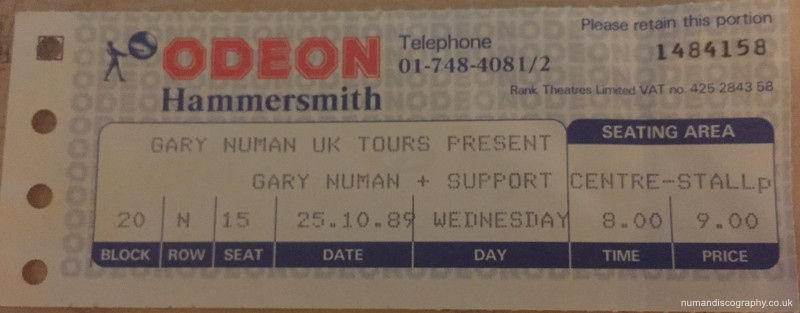 Please retain this portion
1484158
ODEON
Hammersmith
Telephone
01-748-4081/2
Rank Theatres Limited VAT no. 425 2843 58
GARY NUMAN UK TOURS PRESENT
GARY NUMAN + SUPPORT
SEATING AREA
CENTRE-STALLp
20 N 15 25.10.89 WEDNESDAY 8.00 9.00
BLOCK ROW SEAT DATE DAY TIME PRICE
numandiscography.co.uk